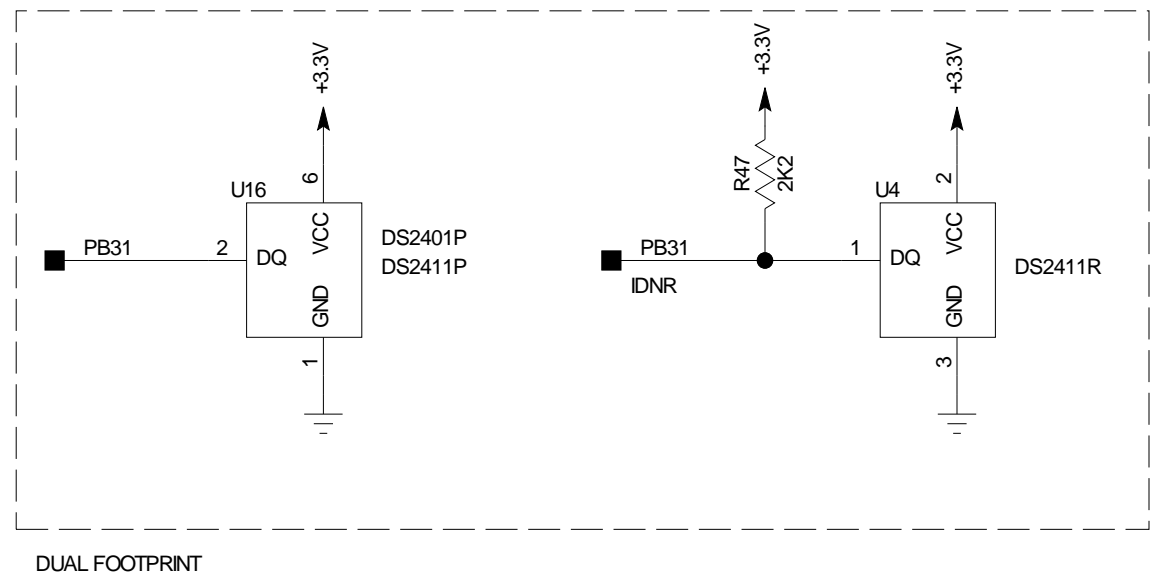 +3.3V
6
U16
VCC
PB31
2
DQ
GND
DS2401P
DS2411P
1
+3.3V
R47
2K2
+3.3V
2
U4
VCC
PB31
IDNR
1
DQ
GND
DS2411R
3
DUAL FOOTPRINT